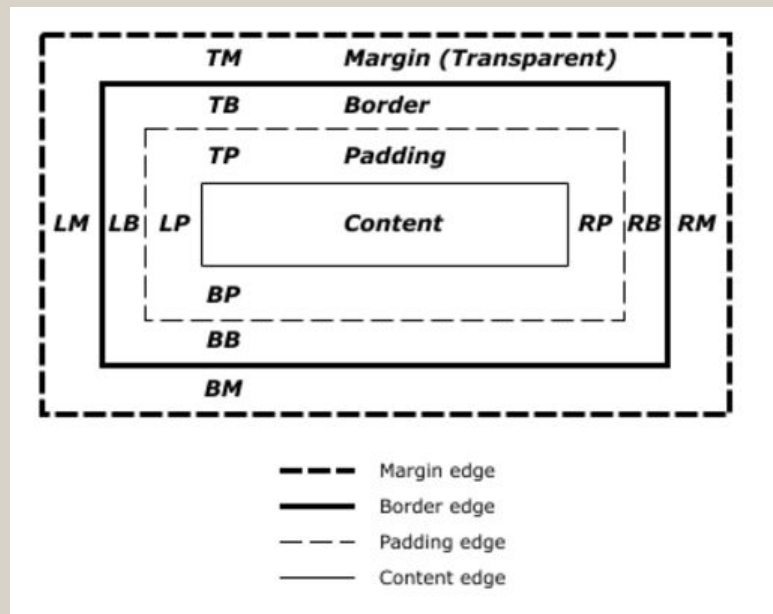 TM Margin (Transparent)
TB Border
TP Padding
LM LB LP Content RP RB RM
BP
BB
BM
Margin edge
Border edge
Padding edge
Content edge